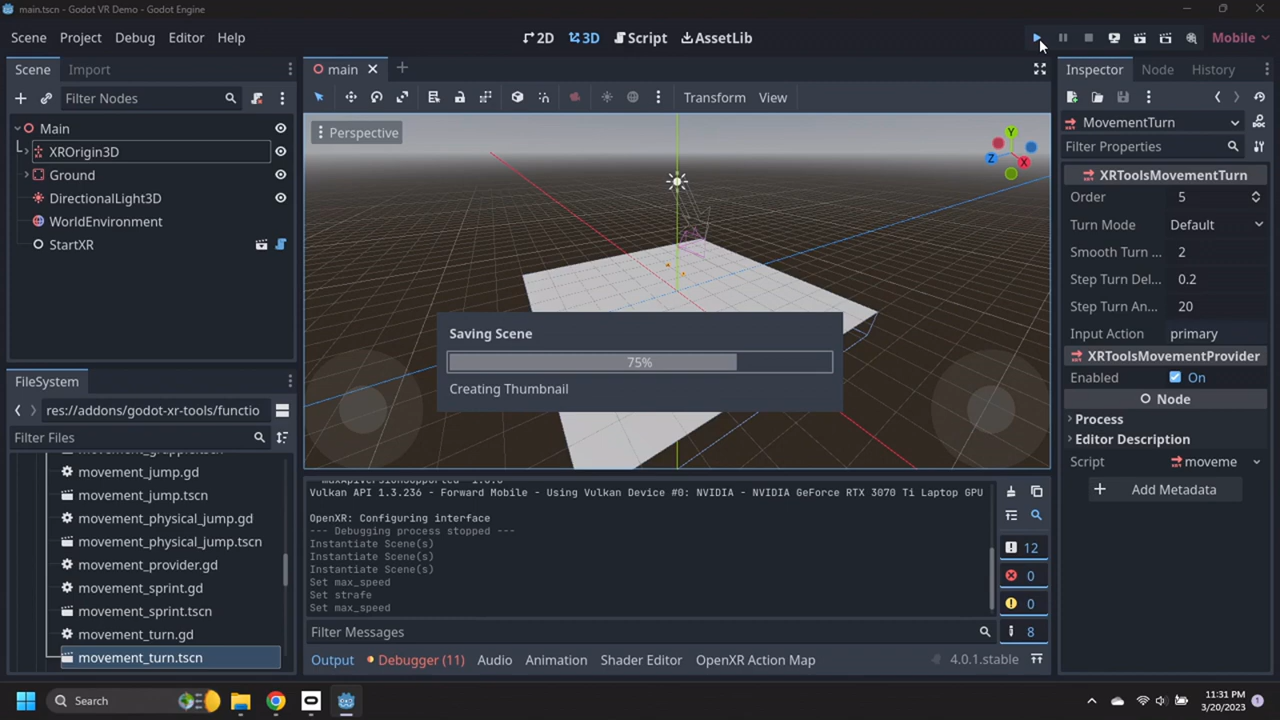 main.tscn - Godot VR Demo - Godot Engine
Scene Project Debug Editor Help
2D 3D Script AssetLib
Mobile
Scene Import
Filter Nodes
Main
XROrigin3D
Ground
DirectionalLight3D
WorldEnvironment
StartXR
FileSystem
res://addons/godot-xr-tools/functio
Filter Files
movement_jump.gd
movement_jump.tscn
movement_physical_jump.gd
movement_physical_jump.tscn
movement_provider.gd
movement_sprint.gd
movement_sprint.tscn
movement_turn.gd
movement_turn.tscn
main
Transform View
Perspective
Y
Z
X
Saving Scene
75%
Creating Thumbnail
Vulkan API 1.3.236 - Forward Mobile - Using Vulkan Device #0: NVIDIA - NVIDIA GeForce RTX 3070 Ti Laptop GPU
OpenXR: Configuring interface
--- Debugging process stopped ---
Instantiate Scene(s)
Instantiate Scene(s)
Instantiate Scene(s)
Set max_speed
Set strafe
Set max_speed
12
0
0
8
Filter Messages
Output Debugger (11) Audio Animation Shader Editor OpenXR Action Map
4.0.1.stable
Inspector Node History
MovementTurn
Filter Properties
XRToolsMovementTurn
Order 5
Turn Mode Default
Smooth Turn ... 2
Step Turn Del... 0.2
Step Turn An... 20
Input Action primary
XRToolsMovementProvider
Enabled On
Node
Process
Editor Description
Script moveme
Add Metadata
Search
11:31 PM
3/20/2023
1